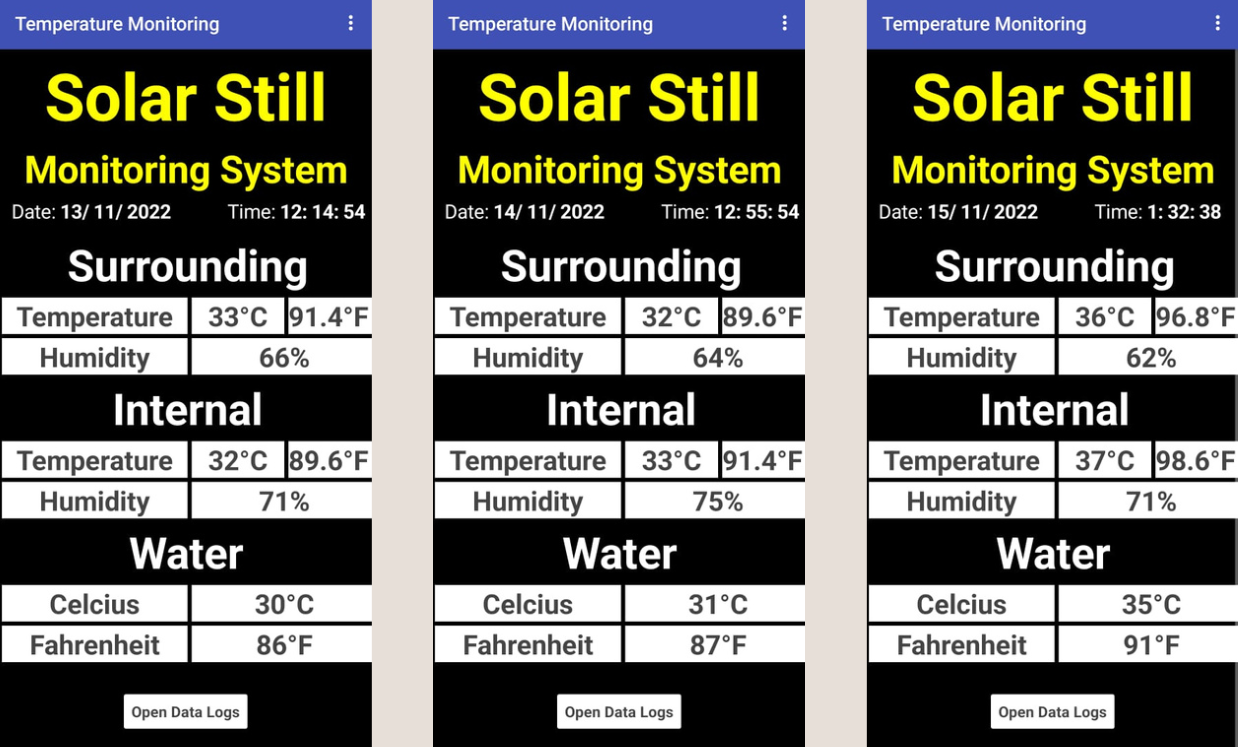 Temperature Monitoring
Solar Still
Monitoring System
Date: 13/ 11/ 2022 Time: 12: 14: 54
Surrounding
Temperature 33°C 91.4°F
Humidity 66%
Internal
Temperature 32°C 89.6°F
Humidity 71%
Water
Celcius 30°C
Fahrenheit 86°F
Open Data Logs
Temperature Monitoring
Solar Still
Monitoring System
Date: 14/ 11/ 2022 Time: 12: 55: 54
Surrounding
Temperature 32°C 89.6°F
Humidity 64%
Internal
Temperature 33°C 91.4°F
Humidity 75%
Water
Celcius 31°C
Fahrenheit 87°F
Open Data Logs
Temperature Monitoring
Solar Still
Monitoring System
Date: 15/ 11/ 2022 Time: 1: 32: 38
Surrounding
Temperature 36°C 96.8°F
Humidity 62%
Internal
Temperature 37°C 98.6°F
Humidity 71%
Water
Celcius 35°C
Fahrenheit 91°F
Open Data Logs